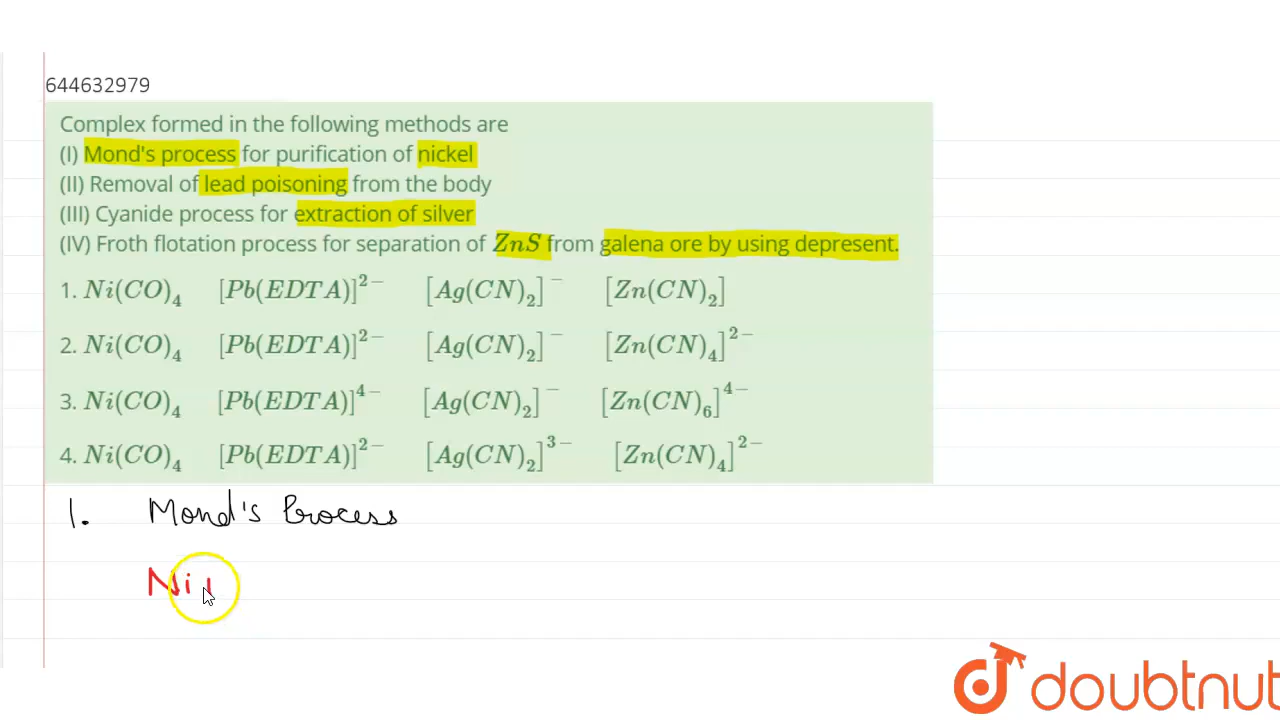 644632979
Complex formed in the following methods are
(I) Mond's process for purification of nickel
(II) Removal of lead poisoning from the body
(III) Cyanide process for extraction of silver
(IV) Froth flotation process for separation of ZnS from galena ore by using depresent.
1. Ni(CO)₄ [Pb(EDTA)]²⁻ [Ag(CN)₂]⁻ [Zn(CN)₂]
2. Ni(CO)₄ [Pb(EDTA)]²⁻ [Ag(CN)₂]⁻ [Zn(CN)₄]²⁻
3. Ni(CO)₄ [Pb(EDTA)]⁴⁻ [Ag(CN)₂]⁻ [Zn(CN)₆]⁴⁻
4. Ni(CO)₄ [Pb(EDTA)]²⁻ [Ag(CN)₂]³⁻ [Zn(CN)₄]²⁻
1. Mond's Process
Ni
doubtnut